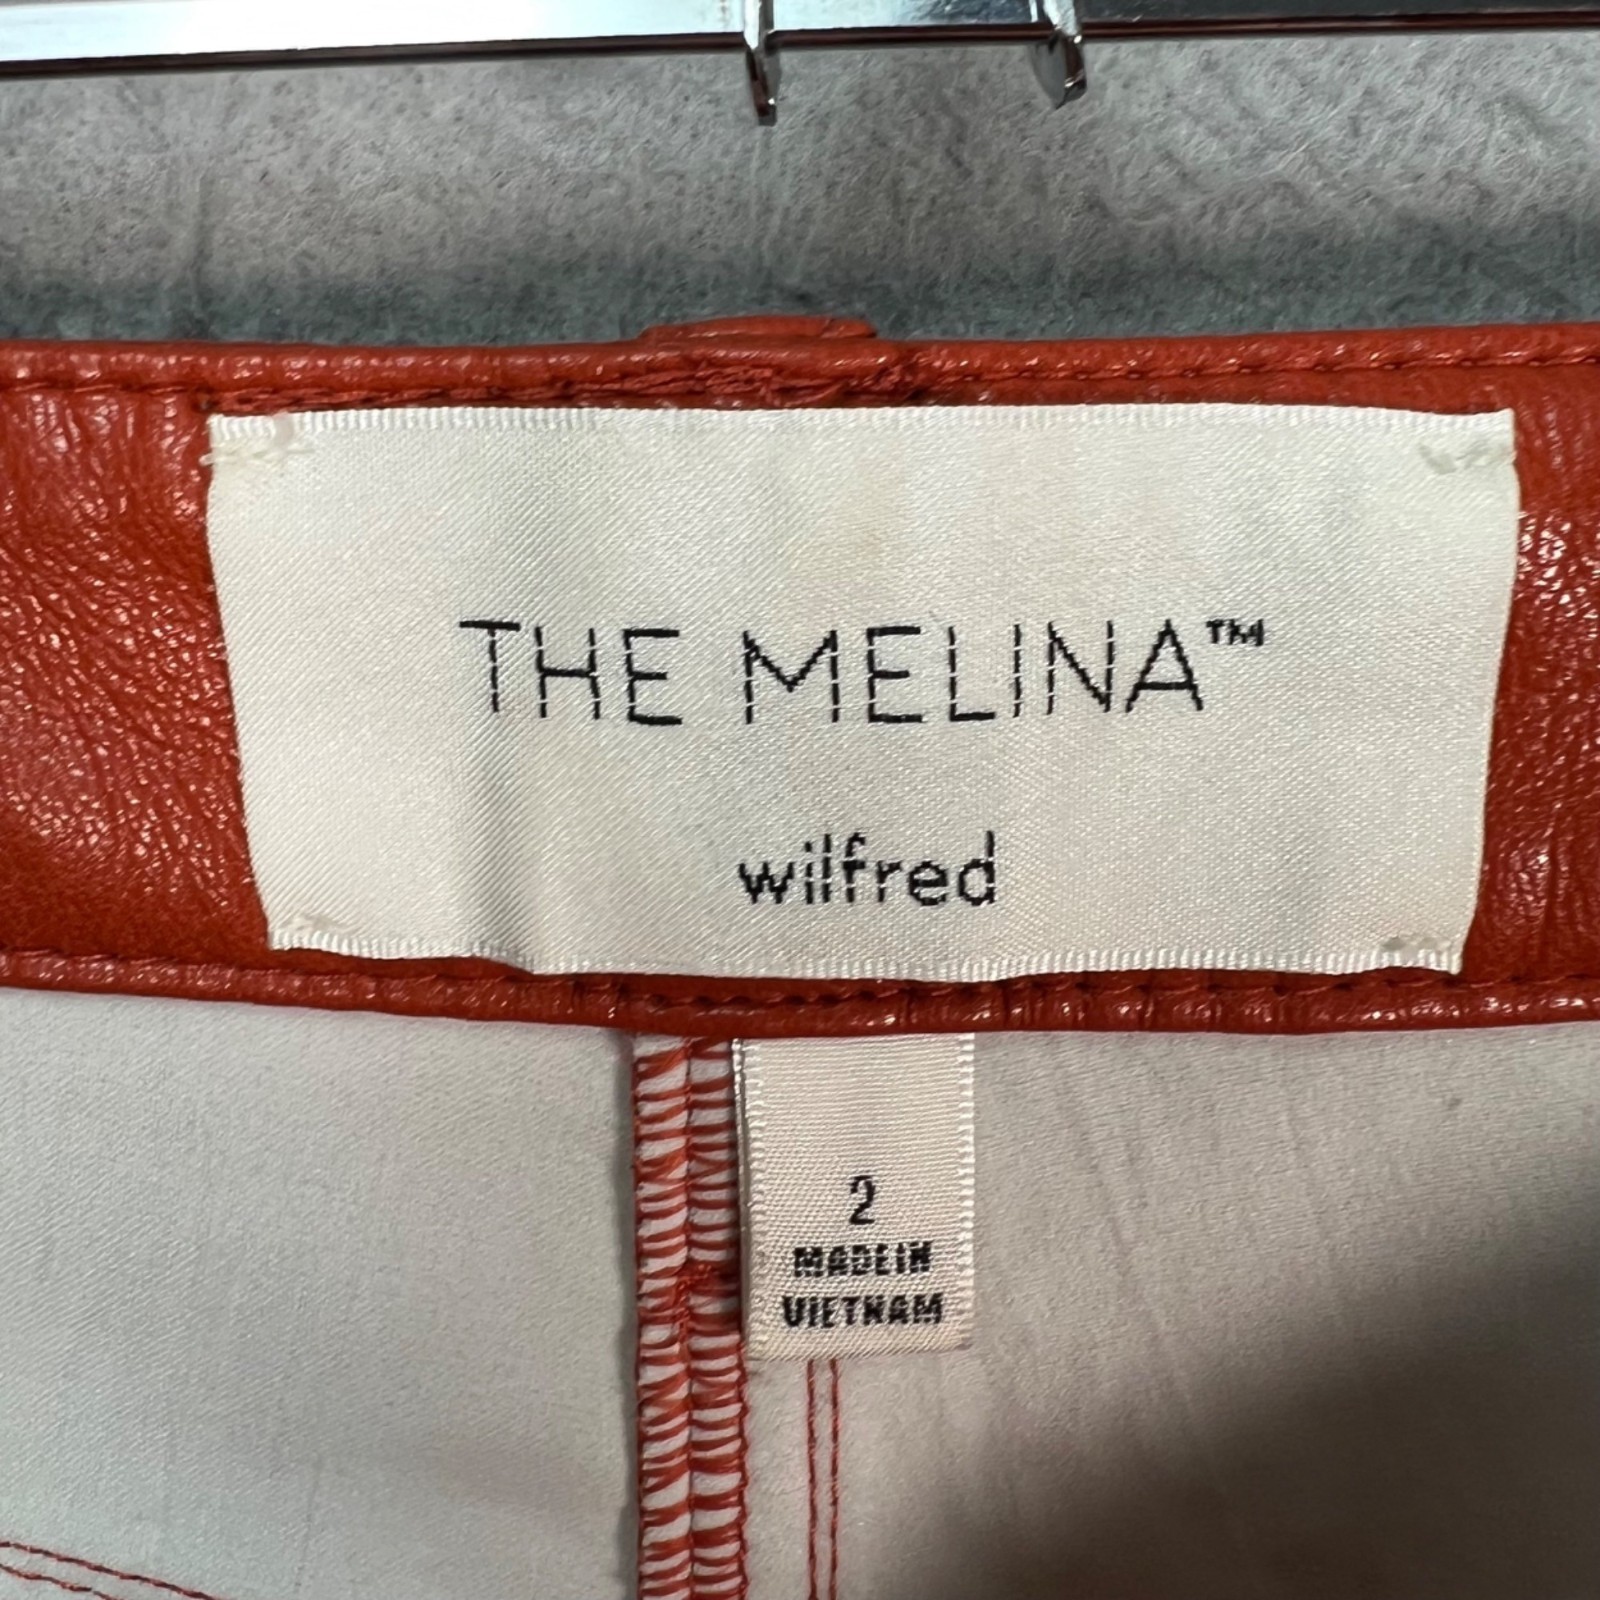 THE MELINA™
wilfred
2
MADE IN
VIETNAM